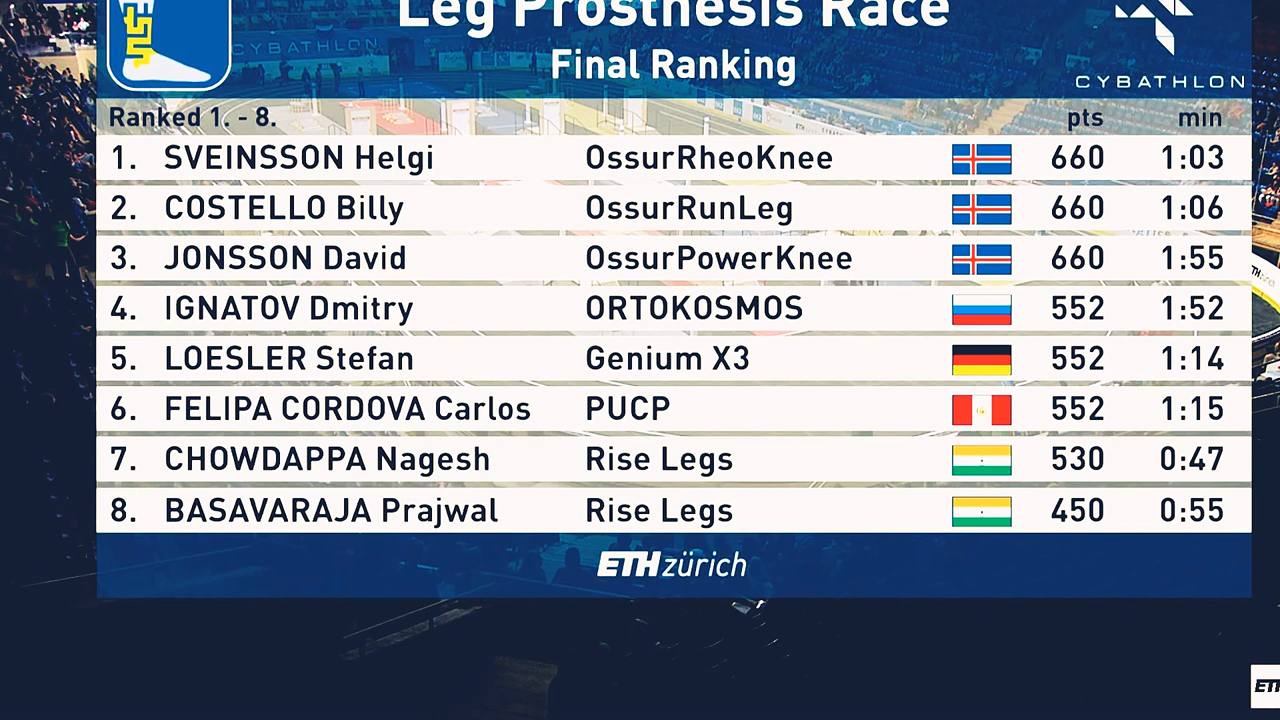 Leg Prosthesis Race
Final Ranking
CYBATHLON
CYBATHLON
Ranked 1. - 8. pts min
1. SVEINSSON Helgi OssurRheoKnee 660 1:03
2. COSTELLO Billy OssurRunLeg 660 1:06
3. JONSSON David OssurPowerKnee 660 1:55
4. IGNATOV Dmitry ORTOKOSMOS 552 1:52
5. LOESLER Stefan Genium X3 552 1:14
6. FELIPA CORDOVA Carlos PUCP 552 1:15
7. CHOWDAPPA Nagesh Rise Legs 530 0:47
8. BASAVARAJA Prajwal Rise Legs 450 0:55
ETH zürich
ETH